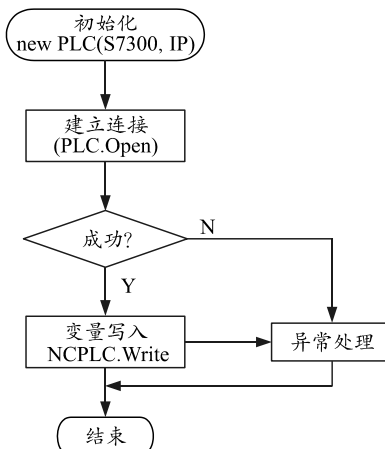 初始化
new PLC(S7300, IP)
建立连接
(PLC.Open)
成功?
N
Y
变量写入
NCPLC.Write
异常处理
结束